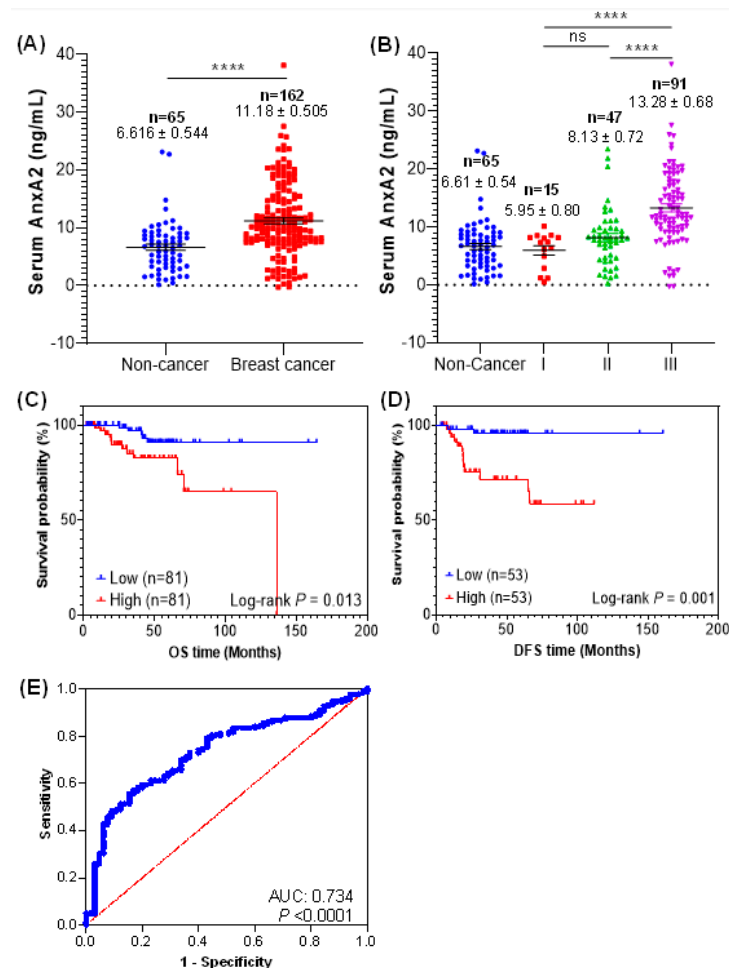 (A)
****
n=65
6.616 ± 0.544
n=162
11.18 ± 0.505
Serum AnxA2 (ng/mL)
40
30
20
10
0
-10
Non-cancer
Breast cancer
(B)
****
ns
****
n=65
6.61 ± 0.54
n=15
5.95 ± 0.80
n=47
8.13 ± 0.72
n=91
13.28 ± 0.68
Serum AnxA2 (ng/mL)
40
30
20
10
0
-10
Non-Cancer
I
II
III
(C)
Survival probability (%)
100
50
0
Low (n=81)
High (n=81)
Log-rank P = 0.013
0 50 100 150 200
OS time (Months)
(D)
Survival probability (%)
100
50
0
Low (n=53)
High (n=53)
Log-rank P = 0.001
0 50 100 150 200
DFS time (Months)
(E)
Sensitivity
1.0
0.8
0.6
0.4
0.2
0.0
AUC: 0.734
P <0.0001
0.0 0.2 0.4 0.6 0.8 1.0
1 - Specificity